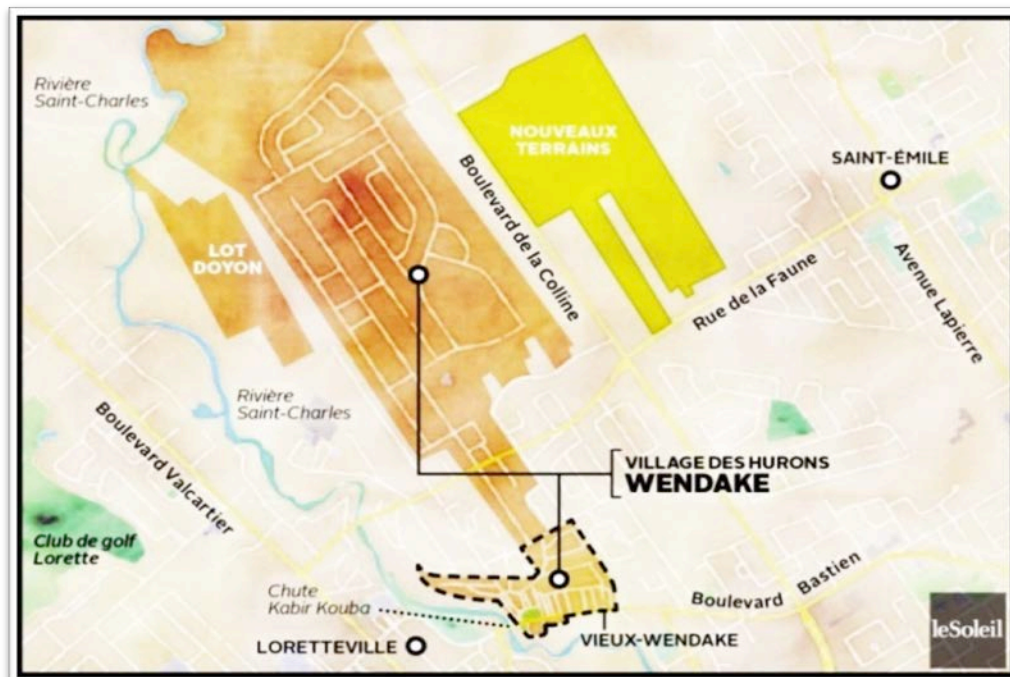 Rivière
Saint-Charles
NOUVEAUX
TERRAINS
SAINT-ÉMILE
Boulevard de la Colline
LOT
DOYON
Rue de la Faune
Avenue Lapierre
Rivière
Saint-Charles
Boulevard Valcartier
VILLAGE DES HURONS
WENDAKE
Club de golf
Lorette
Chute
Kabir Kouba
Boulevard Bastien
VIEUX-WENDAKE
LORETTEVILLE
leSoleil